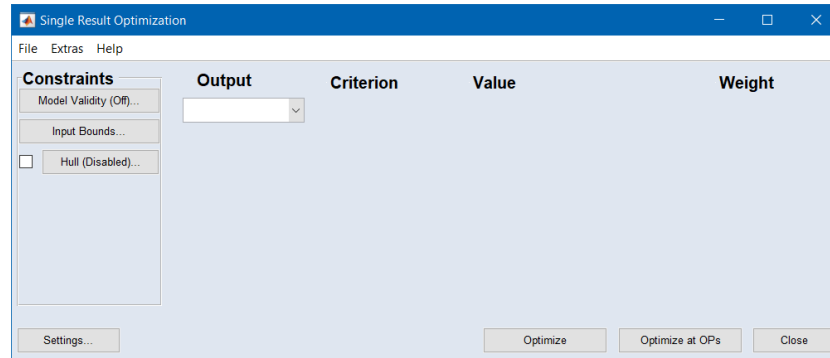 Single Result Optimization
File Extras Help
Constraints
Output Criterion Value Weight
Model Validity (Off)...
Input Bounds...
Hull (Disabled)...
Settings...
Optimize Optimize at OPs Close